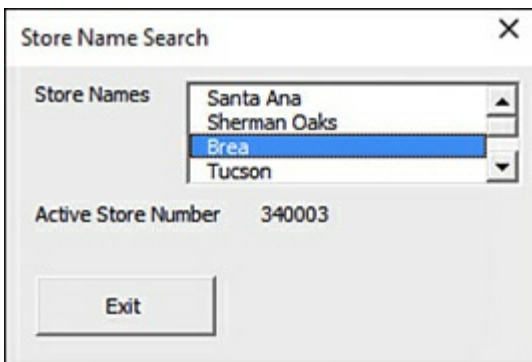 Store Name Search
Store Names
Santa Ana
Sherman Oaks
Brea
Tucson
Active Store Number 340003
Exit